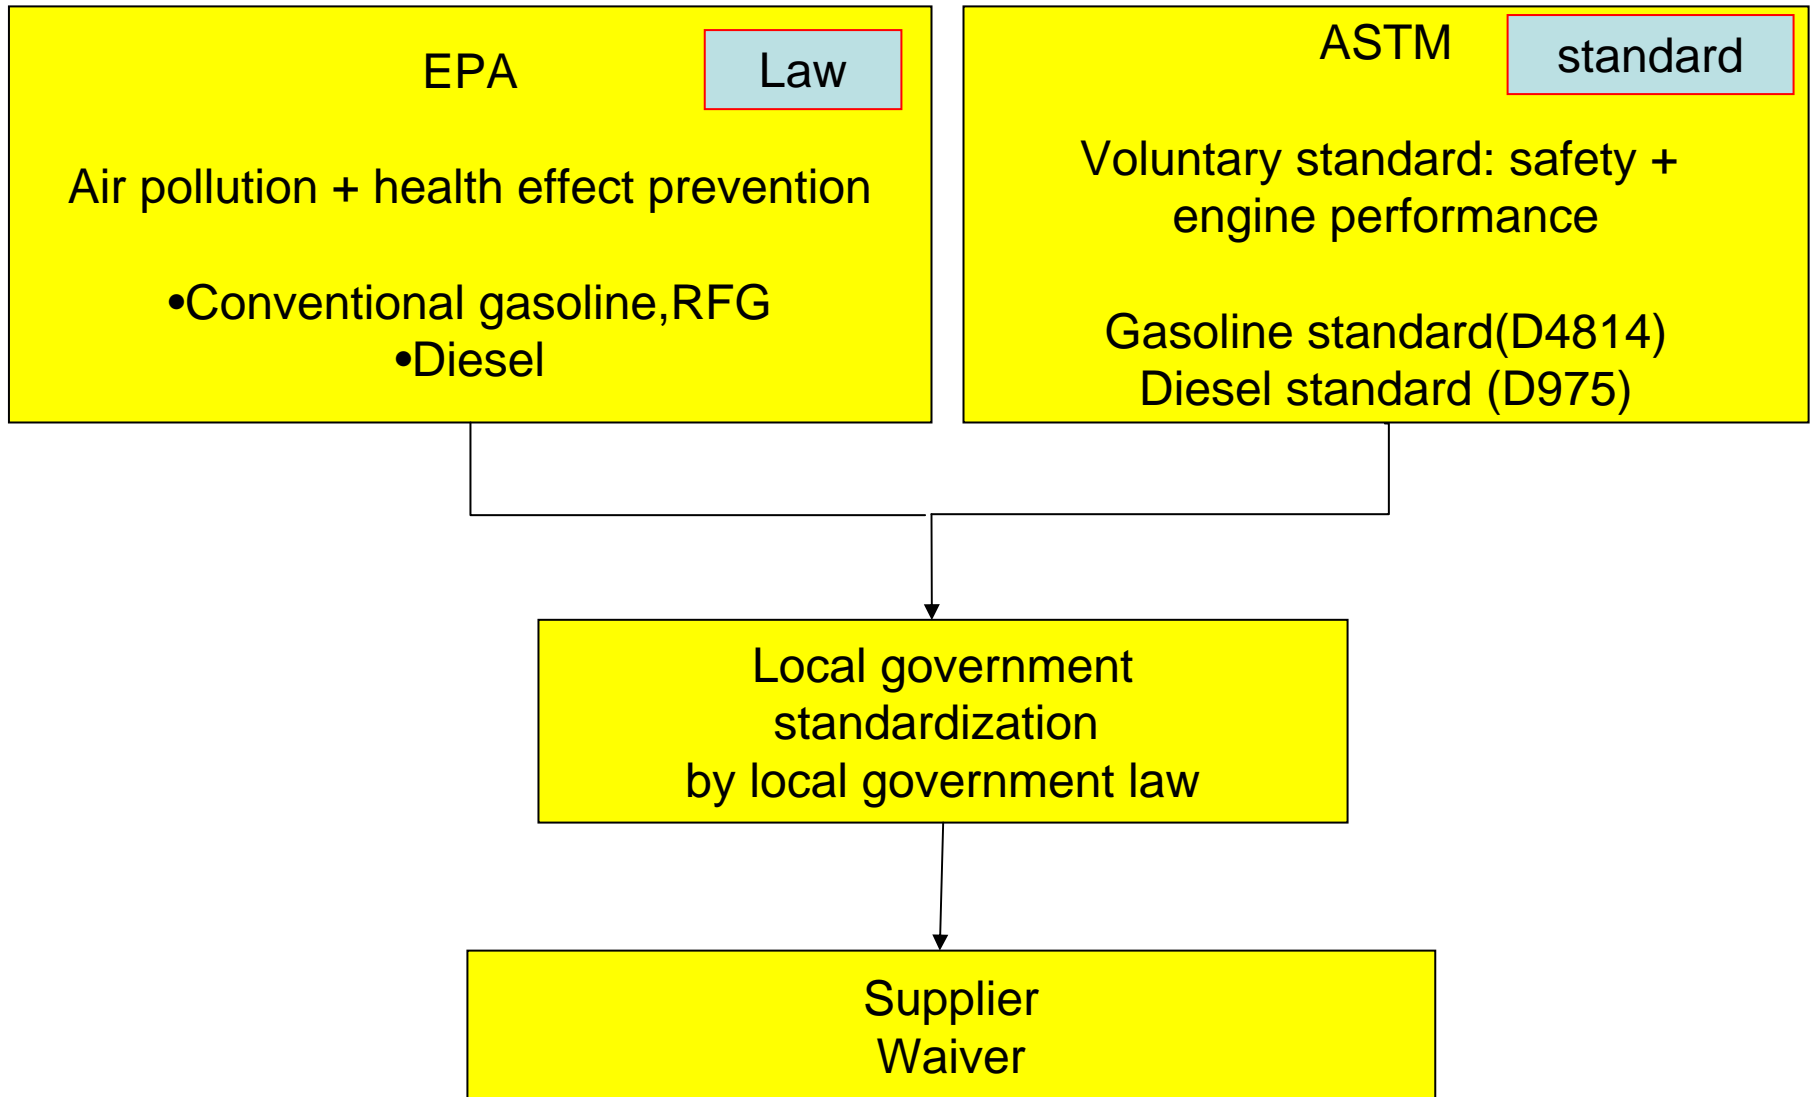 EPA
Law
Air pollution + health effect prevention
•Conventional gasoline,RFG
•Diesel
ASTM
standard
Voluntary standard: safety +
engine performance
Gasoline standard(D4814)
Diesel standard (D975)
Local government
standardization
by local government law
Supplier
Waiver